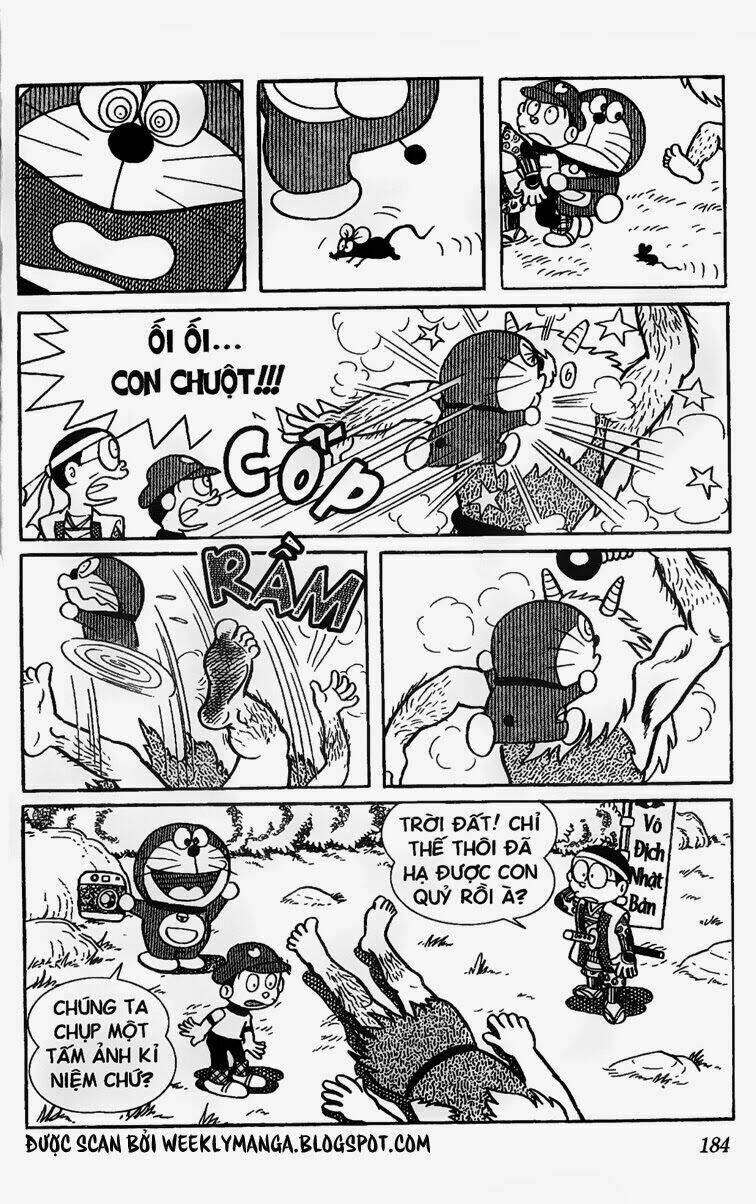 ỐI ỐI...
CON CHUỘT!!!
CỐP
RẦM
TRỜI ĐẤT! CHỈ
THẾ THÔI ĐÃ
HẠ ĐƯỢC CON
QUỶ RỒI À?
Vô
Địch
Nhật
Bản
CHÚNG TA
CHỤP MỘT
TẤM ẢNH KỈ
NIỆM CHỨ?
ĐƯỢC SCAN BỞI WEEKLYMANGA.BLOGSPOT.COM
184